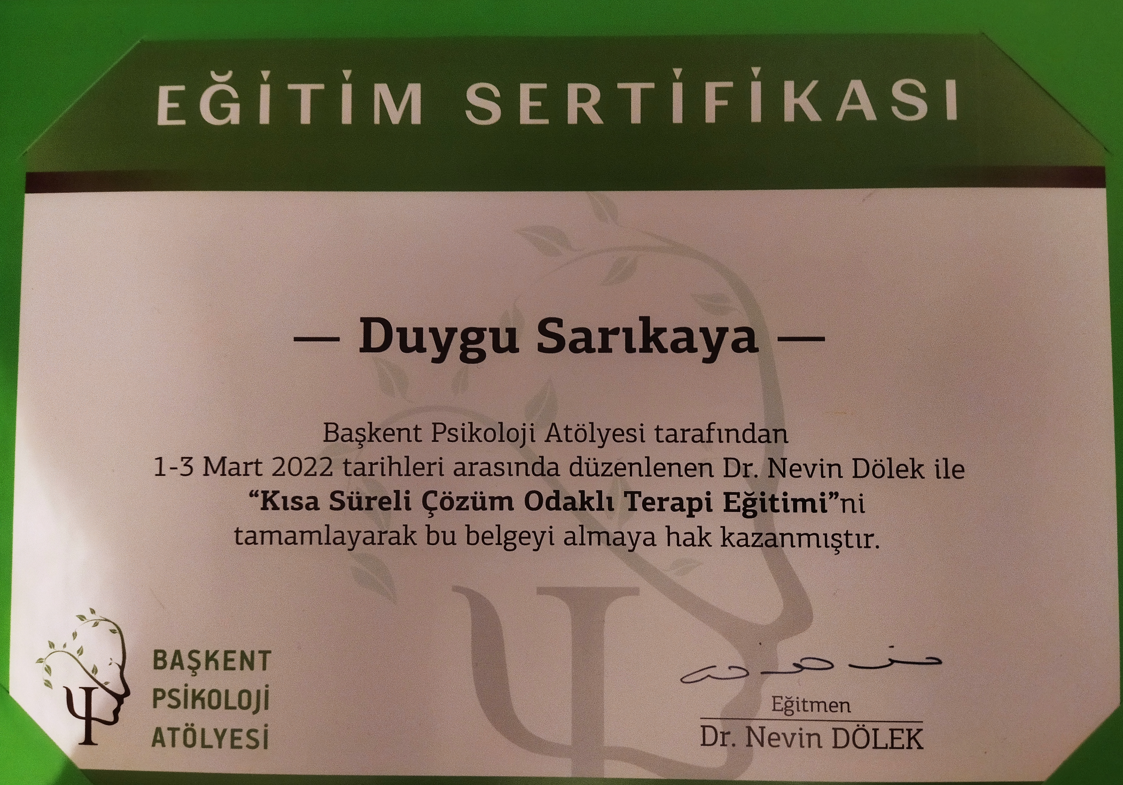 EĞİTİM SERTİFİKASI
— Duygu Sarıkaya —
Başkent Psikoloji Atölyesi tarafından
1-3 Mart 2022 tarihleri arasında düzenlenen Dr. Nevin Dölek ile
“Kısa Süreli Çözüm Odaklı Terapi Eğitimi”ni
tamamlayarak bu belgeyi almaya hak kazanmıştır.
BAŞKENT
PSİKOLOJİ
ATÖLYESİ
Eğitmen
Dr. Nevin DÖLEK